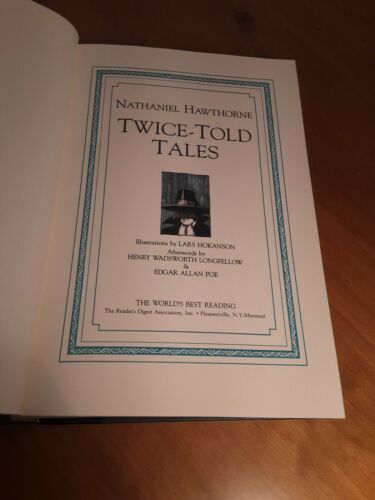 NATHANIEL HAWTHORNE
TWICE-TOLD
TALES
Illustrations by LARS HOKANSON
Afterwords by
HENRY WADSWORTH LONGFELLOW
&
EDGAR ALLAN POE
THE WORLD'S BEST READING
The Reader's Digest Association, Inc. • Pleasantville, N.Y./Montreal